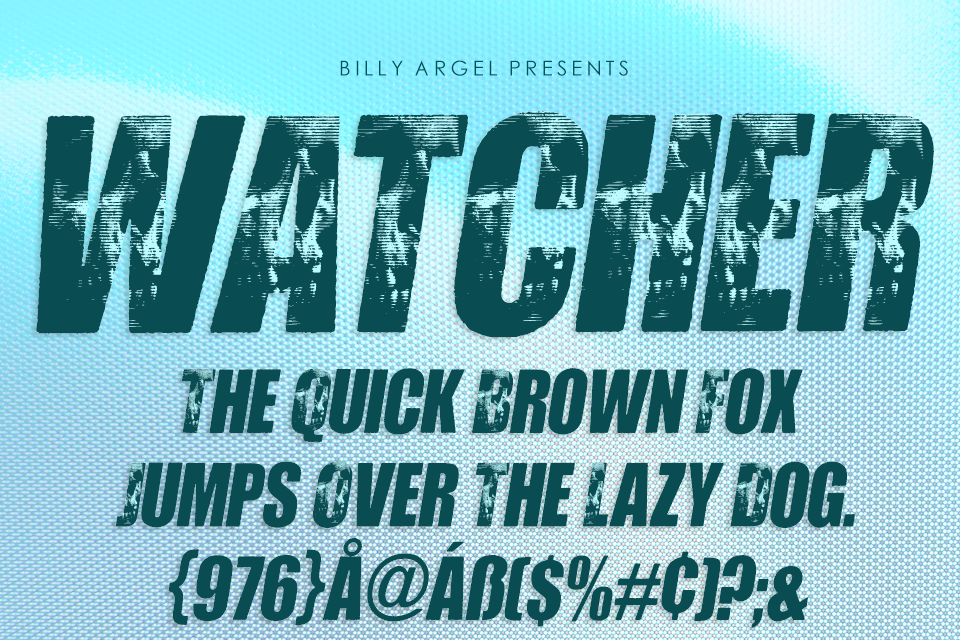 BILLY ARGEL PRESENTS
WATCHER
THE QUICK BROWN FOX
JUMPS OVER THE LAZY DOG.
{976}Å@Áß($%#¢)?;&